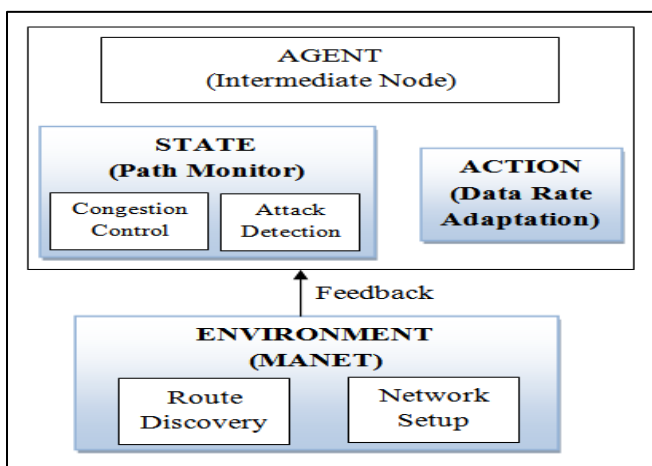 AGENT
(Intermediate Node)
STATE
(Path Monitor)
Congestion
Control
Attack
Detection
ACTION
(Data Rate
Adaptation)
Feedback
ENVIRONMENT
(MANET)
Route
Discovery
Network
Setup